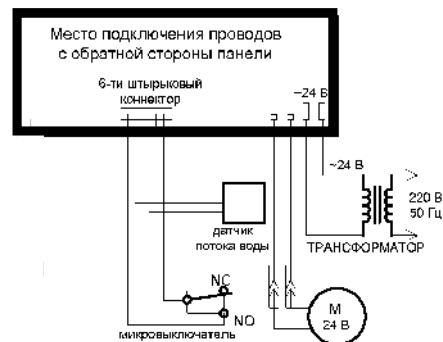 Место подключения проводов
с обратной стороны панели
6-ти штырьковый
коннектор
~24 В
~24 В
220 В
50 Гц
ТРАНСФОРМАТОР
датчик
потока воды
NC
NO
микровыключатель
М
24 В